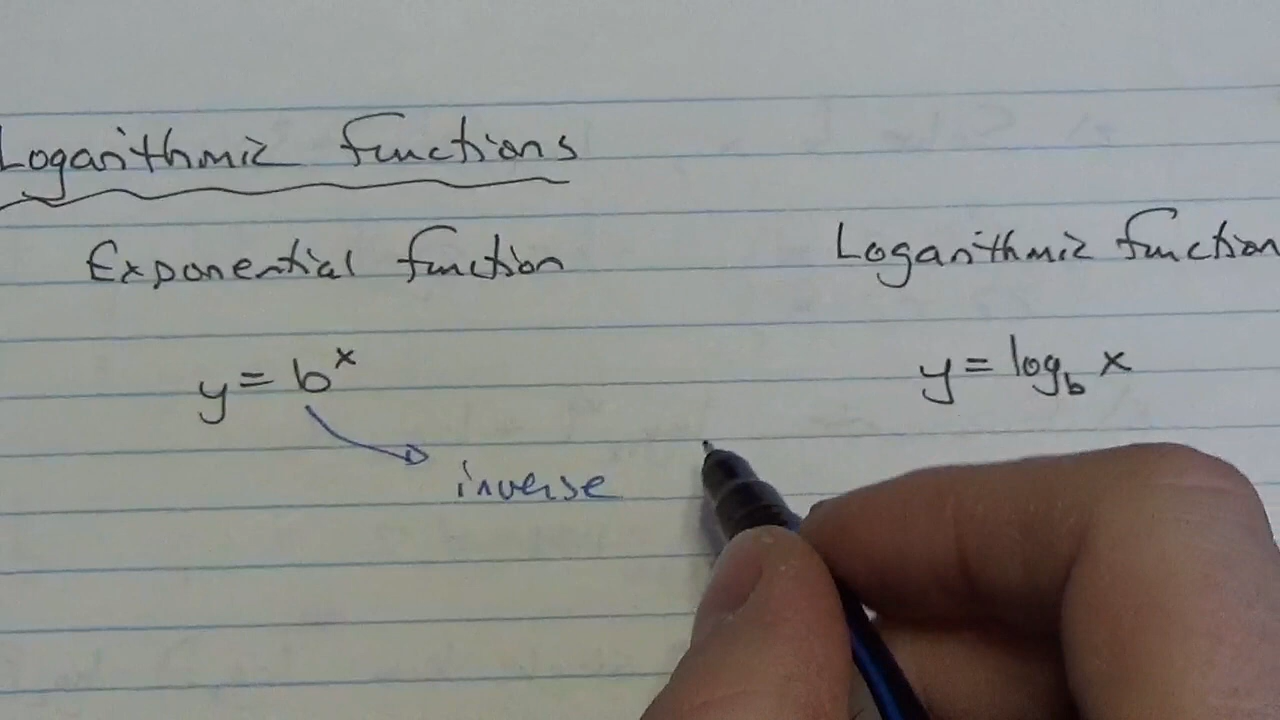 Logarithmic functions
Exponential function Logarithmic function
y = b^x y = log_b x
inverse